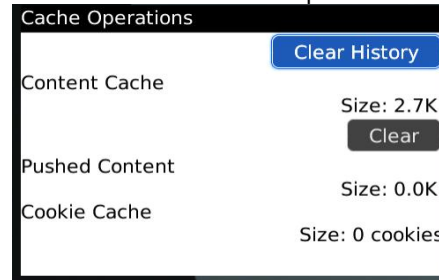 Cache Operations
Clear History
Content Cache
Size: 2.7K
Clear
Pushed Content
Size: 0.0K
Cookie Cache
Size: 0 cookies